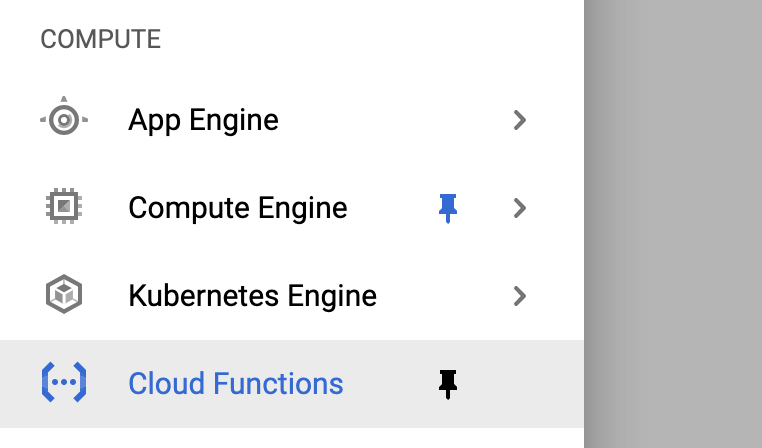 COMPUTE
App Engine
Compute Engine
Kubernetes Engine
Cloud Functions